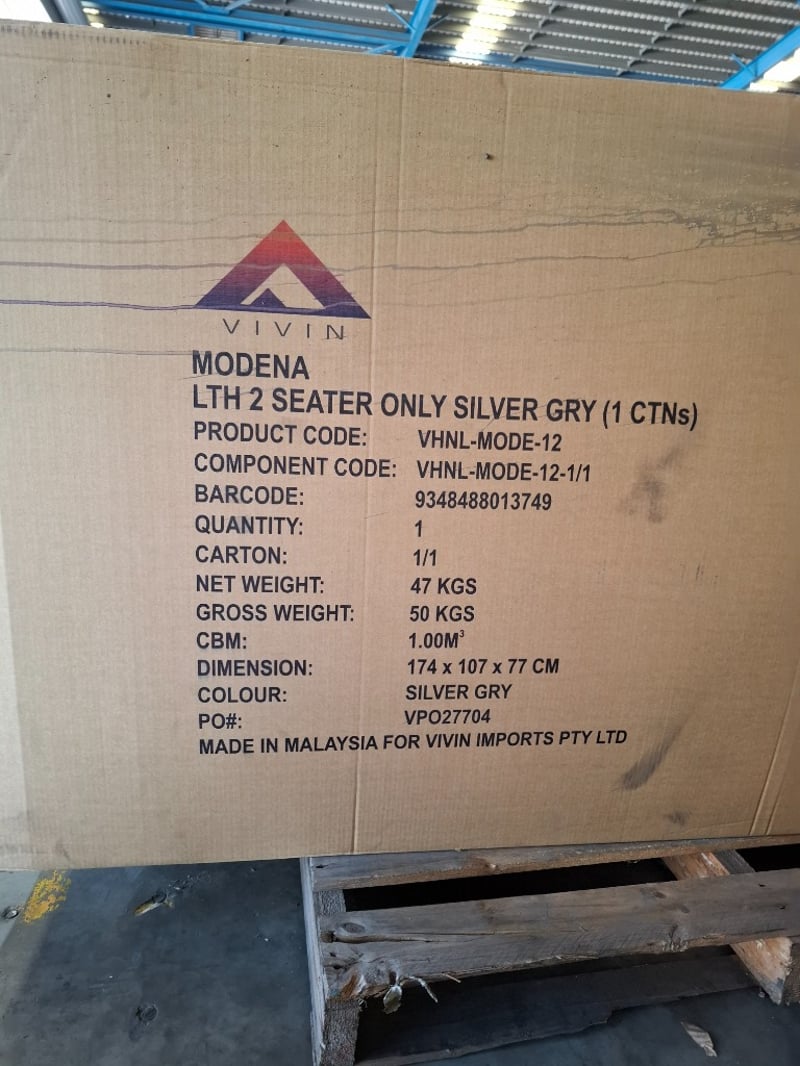 VIVIN
MODENA
LTH 2 SEATER ONLY SILVER GRY (1 CTNs)
PRODUCT CODE: VHNL-MODE-12
COMPONENT CODE: VHNL-MODE-12-1/1
BARCODE: 9348488013749
QUANTITY: 1
CARTON: 1/1
NET WEIGHT: 47 KGS
GROSS WEIGHT: 50 KGS
CBM: 1.00M³
DIMENSION: 174 x 107 x 77 CM
COLOUR: SILVER GRY
PO#: VPO27704
MADE IN MALAYSIA FOR VIVIN IMPORTS PTY LTD